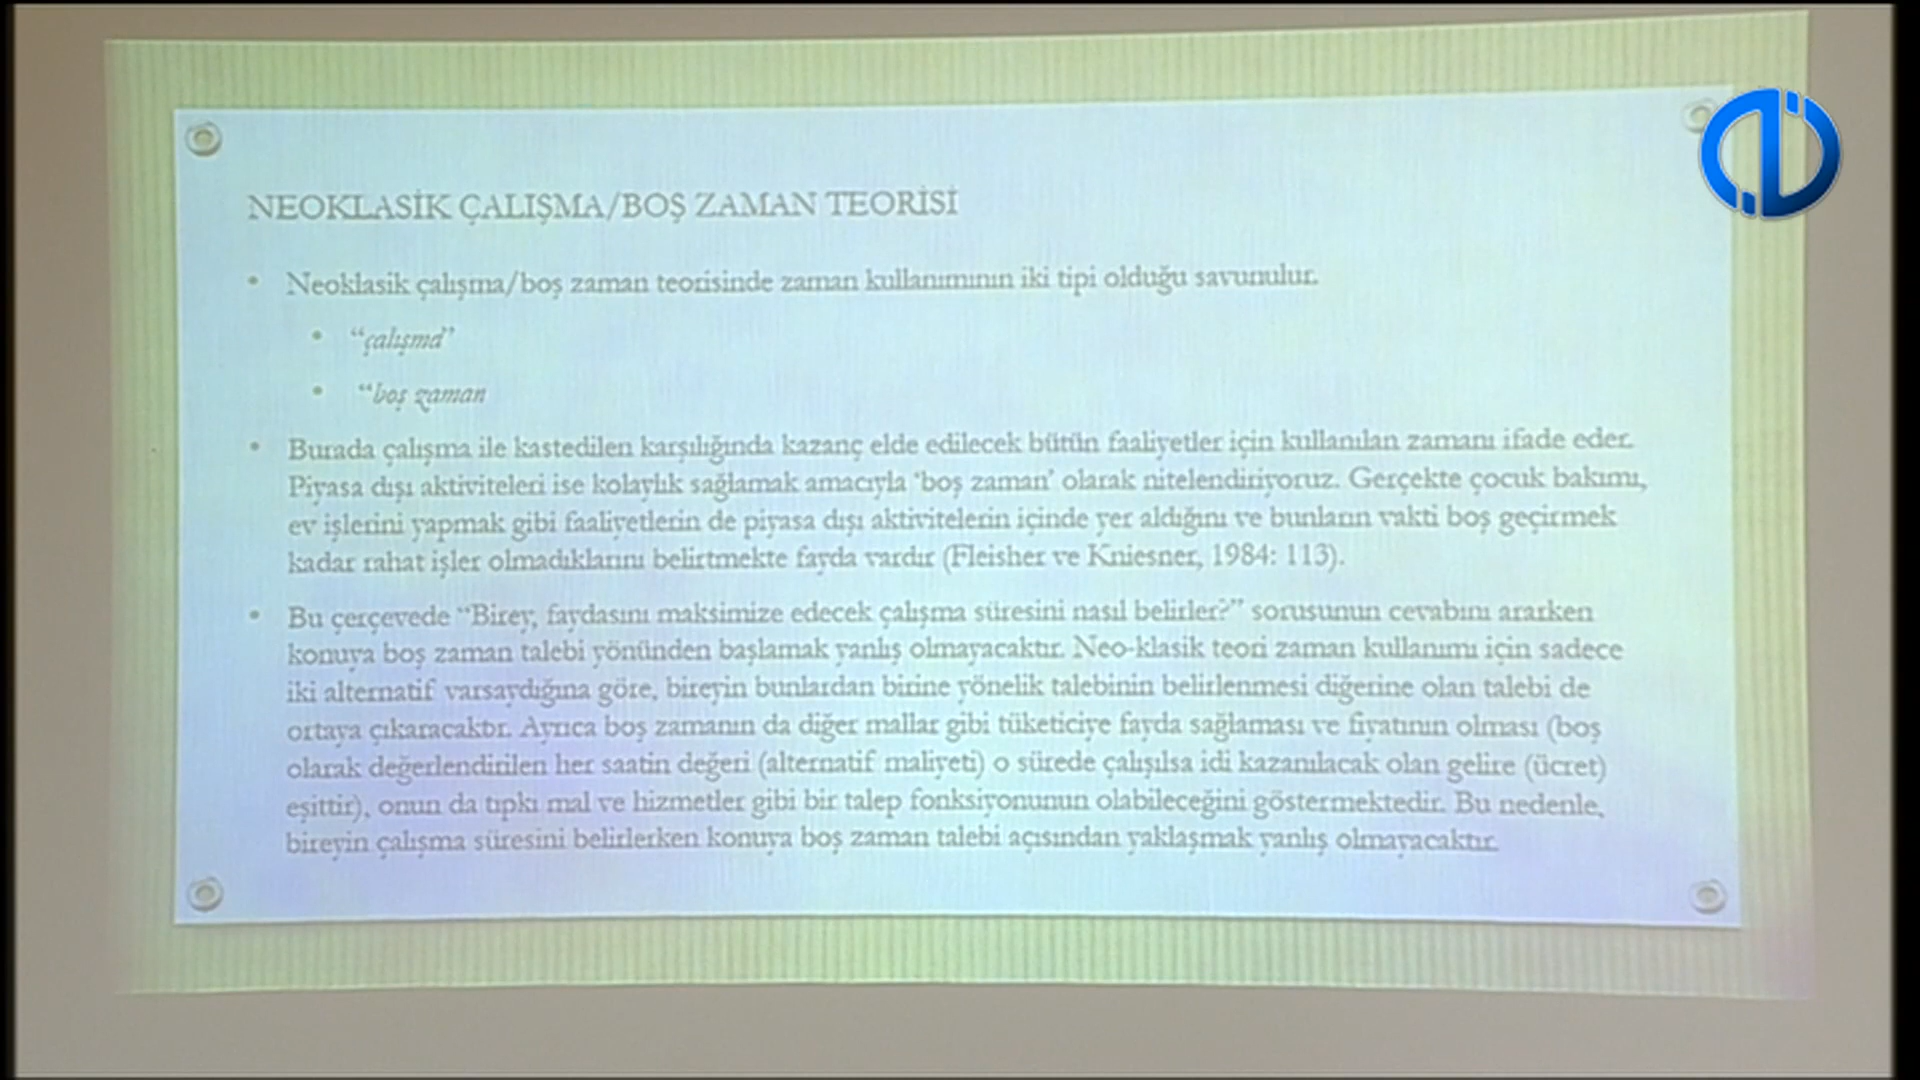 NEOKLASİK ÇALIŞMA/BOŞ ZAMAN TEORİSİ
• Neoklasik çalışma/boş zaman teorisinde zaman kullanımının iki tipi olduğu savunulur.
• “çalışma”
• “boş zaman
• Burada çalışma ile kastedilen karşılığında kazanç elde edilecek bütün faaliyetler için kullanılan zamanı ifade eder.
Piyasa dışı aktiviteleri ise kolaylık sağlamak amacıyla ‘boş zaman’ olarak nitelendiriyoruz. Gerçekte çocuk bakımı,
ev işlerini yapmak gibi faaliyetlerin de piyasa dışı aktivitelerin içinde yer aldığını ve bunların vakti boş geçirmek
kadar rahat işler olmadıklarını belirtmekte fayda vardır (Fleisher ve Kniesner, 1984: 113).
• Bu çerçevede “Birey, faydasını maksimize edecek çalışma süresini nasıl belirler?” sorusunun cevabını ararken
konuya boş zaman talebi yönünden başlamak yanlış olmayacaktır. Neo-klasik teori zaman kullanımı için sadece
iki alternatif varsaydığına göre, bireyin bunlardan birine yönelik talebinin belirlenmesi diğerine olan talebi de
ortaya çıkaracaktır. Ayrıca boş zamanın da diğer mallar gibi tüketiciye fayda sağlaması ve fiyatının olması (boş
olarak değerlendirilen her saatin değeri (alternatif maliyeti) o sürede çalışılsa idi kazanılacak olan gelire (ücret)
eşittir), onun da tıpkı mal ve hizmetler gibi bir talep fonksiyonunun olabileceğini göstermektedir. Bu nedenle,
bireyin çalışma süresini belirlerken konuya boş zaman talebi açısından yaklaşmak yanlış olmayacaktır.